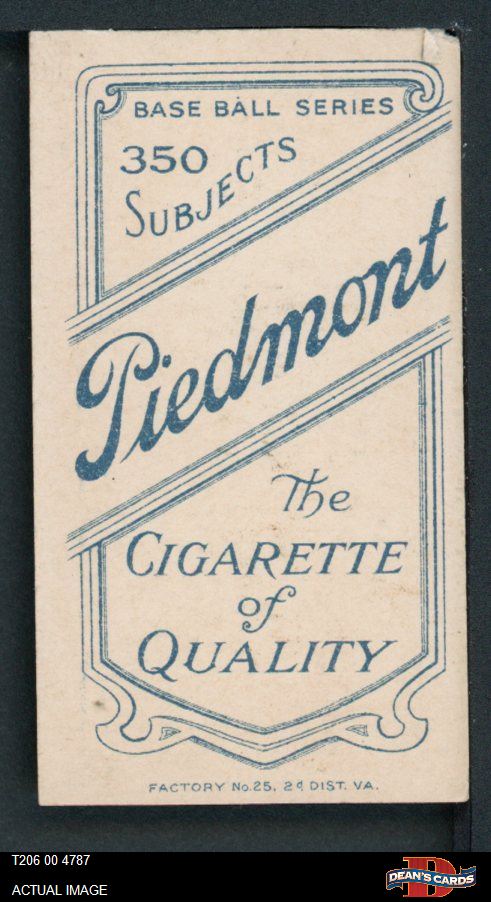 BASE BALL SERIES
350
SUBJECTS
Piedmont
The
CIGARETTE
of
QUALITY
FACTORY No. 25, 2d DIST. VA.
T206 00 4787
ACTUAL IMAGE
DEAN'S CARDS